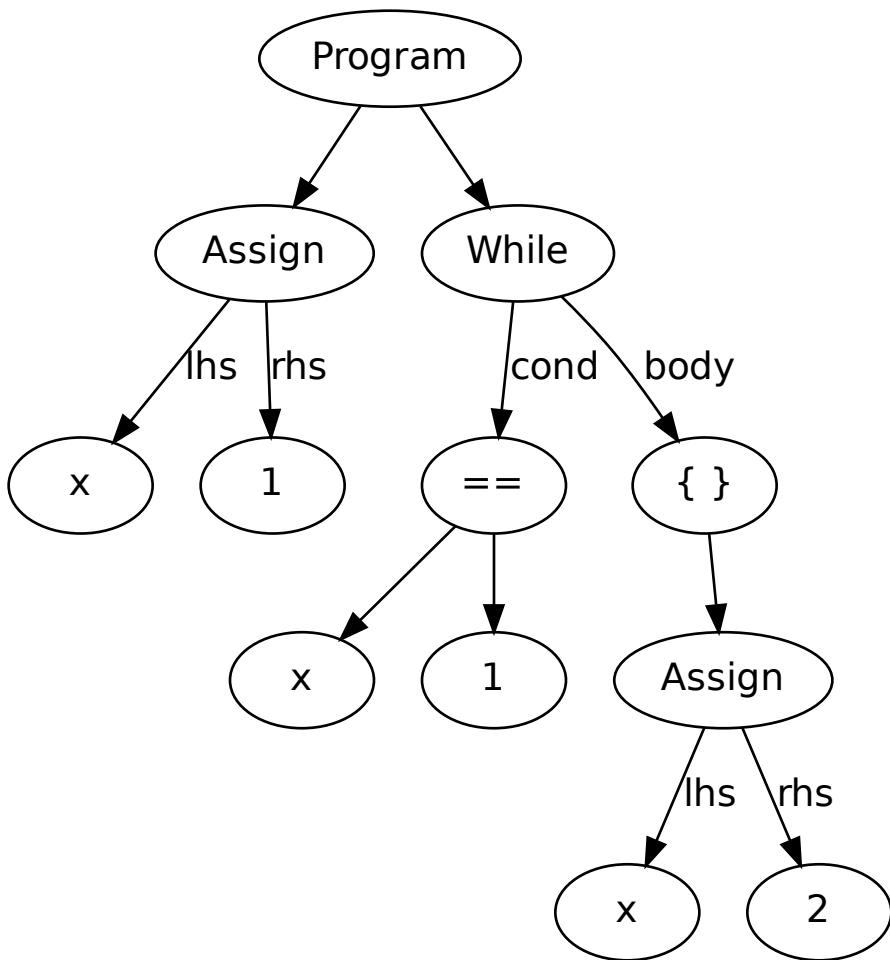 Program
Assign
While
lhs
rhs
cond
body
x
1
==
{ }
x
1
Assign
lhs
rhs
x
2